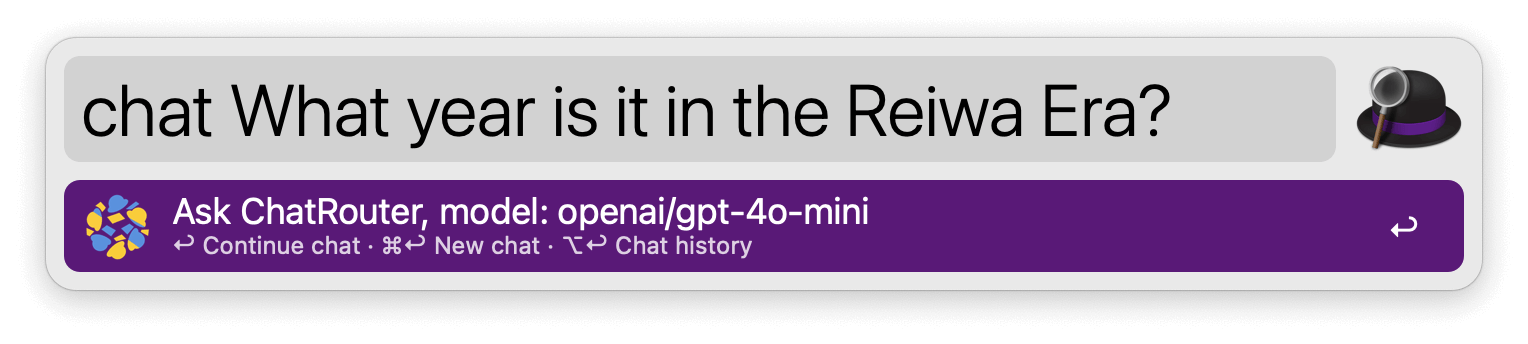 chat What year is it in the Reiwa Era?
Ask ChatRouter, model: openai/gpt-4o-mini
↩ Continue chat · ⌘↩ New chat · ⌥↩ Chat history